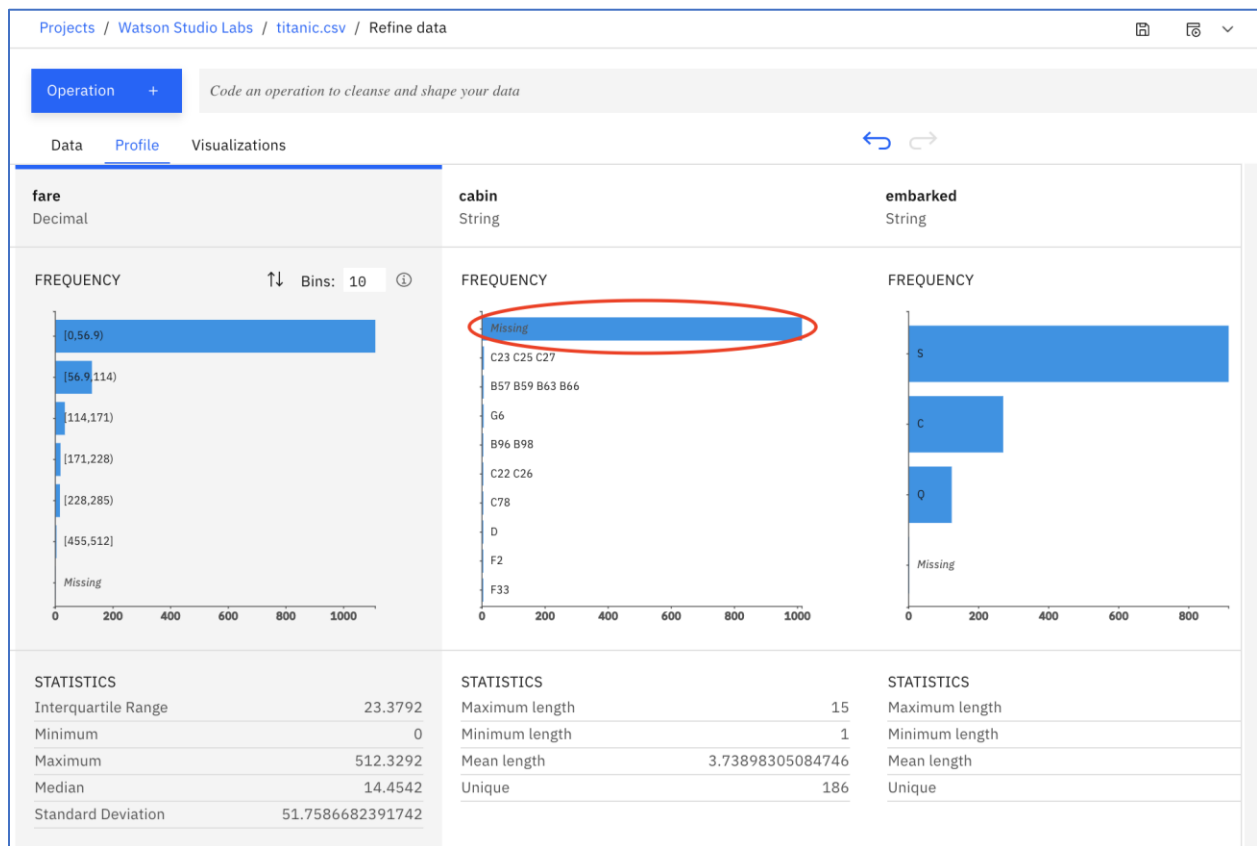 Projects / Watson Studio Labs / titanic.csv / Refine data
Operation +
Code an operation to cleanse and shape your data
Data Profile Visualizations
fare
Decimal
FREQUENCY Bins: 10
[0,56.9)
[56.9,114)
[114,171)
[171,228)
[228,285)
[455,512]
Missing
0 200 400 600 800 1000
STATISTICS
Interquartile Range 23.3792
Minimum 0
Maximum 512.3292
Median 14.4542
Standard Deviation 51.7586682391742
cabin
String
FREQUENCY
Missing
C23 C25 C27
B57 B59 B63 B66
G6
B96 B98
C22 C26
C78
D
F2
F33
0 200 400 600 800 1000
STATISTICS
Maximum length 15
Minimum length 1
Mean length 3.73898305084746
Unique 186
embarked
String
FREQUENCY
S
C
Q
Missing
0 200 400 600 800
STATISTICS
Maximum length
Minimum length
Mean length
Unique